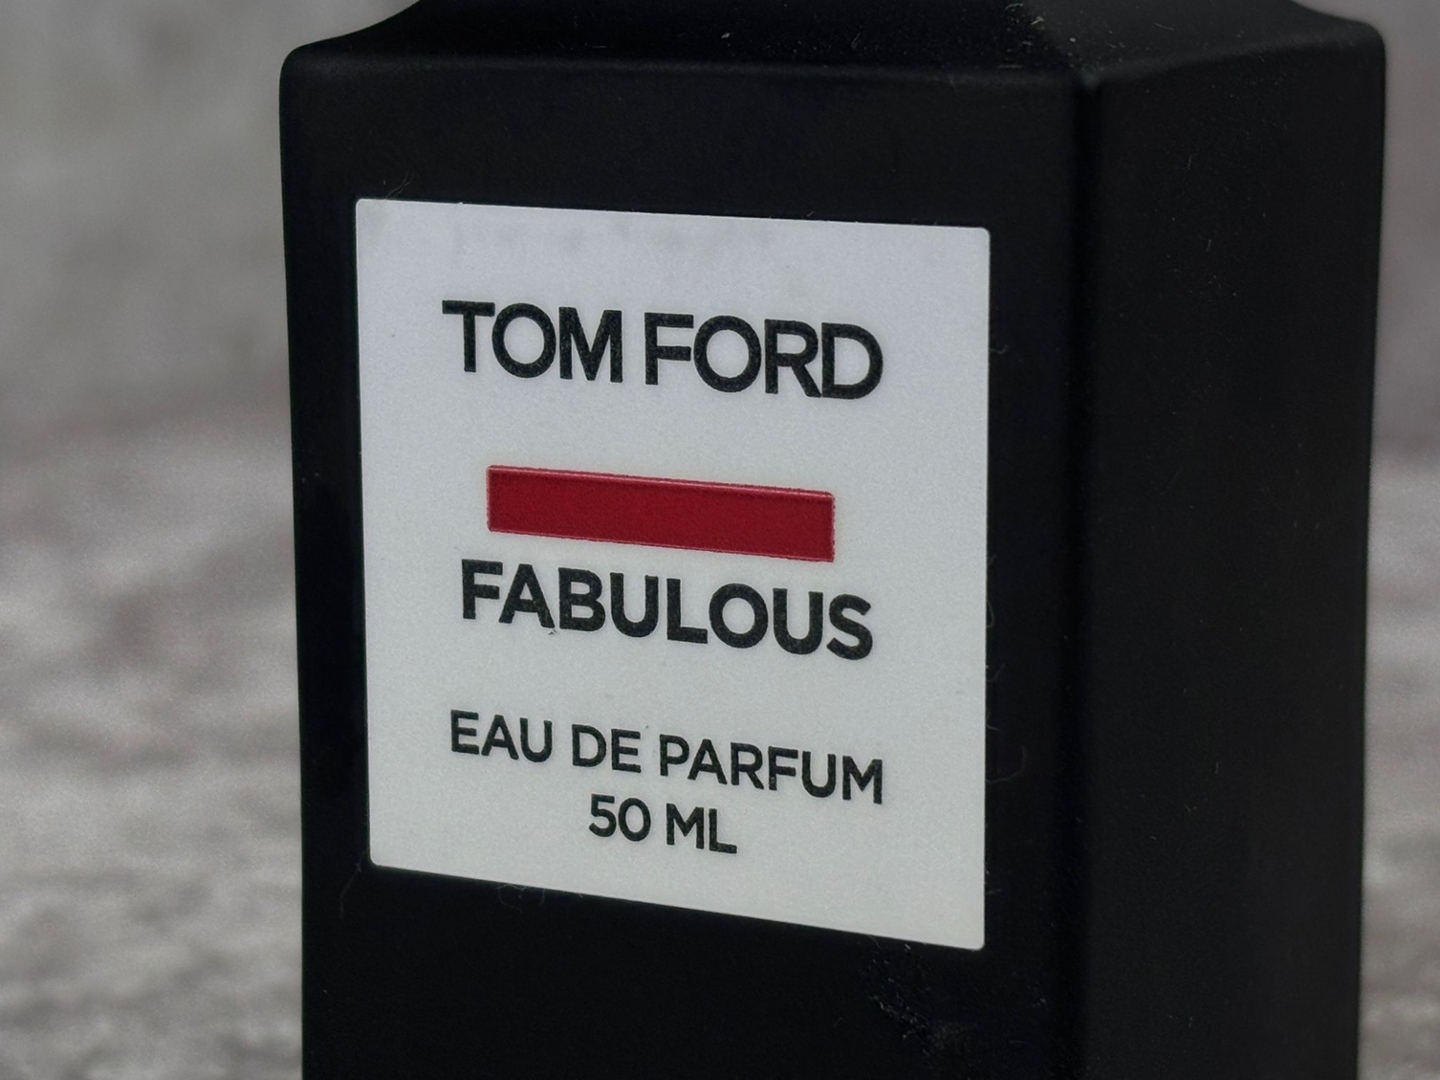 TOM FORD
FABULOUS
EAU DE PARFUM
50 ML